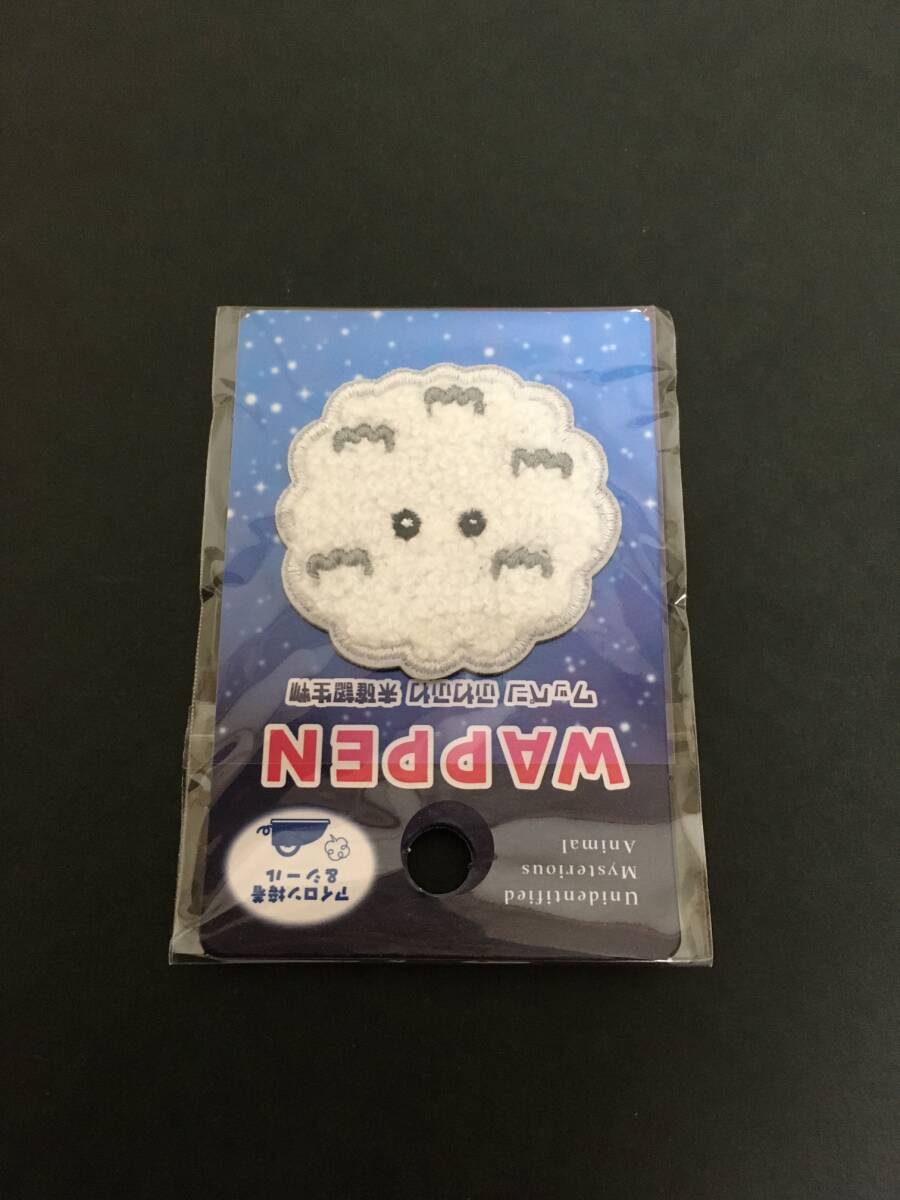 Unidentified
Mysterious
Animal
アイロン接着
&シール
WAPPEN
ワッペン ふわふわ 未確認生物